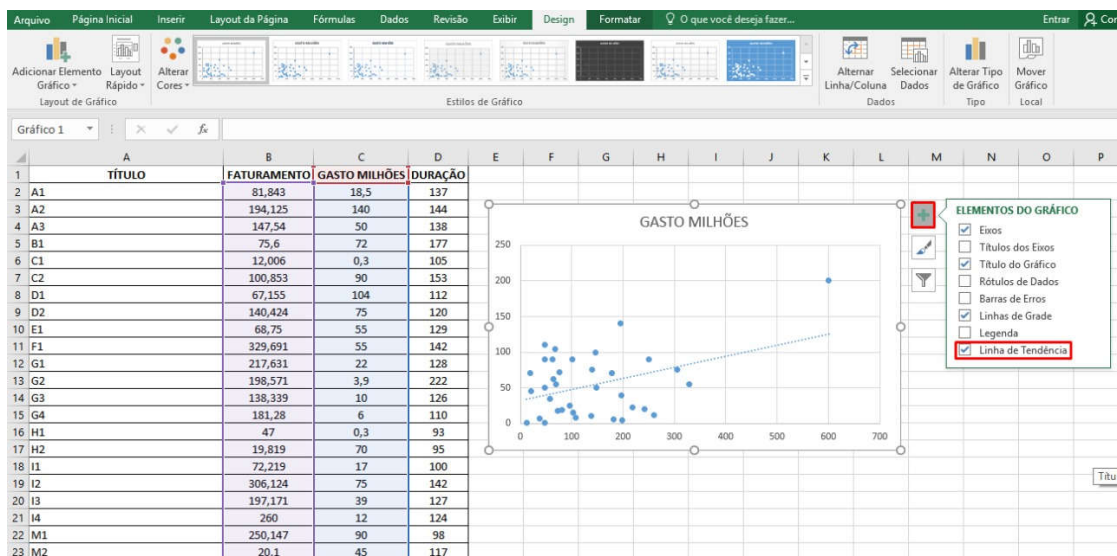 Arquivo Página Inicial Inserir Layout da Página Fórmulas Dados Revisão Exibir Design Formatar O que você deseja fazer... Entrar
Adicionar Elemento Gráfico
Layout Rápido
Alterar Cores
Alternar Linha/Coluna
Selecionar Dados
Alterar Tipo de Gráfico
Mover Gráfico
Layout de Gráfico Estilos de Gráfico Dados Tipo Local
Gráfico 1 fx
A B C D E F G H I J K L M N O P
1 TÍTULO FATURAMENTO GASTO MILHÕES DURAÇÃO
2 A1 81,843 18,5 137
3 A2 194,125 140 144
4 A3 147,54 50 138
5 B1 75,6 72 177
6 C1 12,006 0,3 105
7 C2 100,853 90 153
8 D1 67,155 104 112
9 D2 140,424 75 120
10 E1 68,75 55 129
11 F1 329,691 55 142
12 G1 217,631 22 128
13 G2 198,571 3,9 222
14 G3 138,339 10 126
15 G4 181,28 6 110
16 H1 47 0,3 93
17 H2 19,819 70 95
18 I1 72,219 17 100
19 I2 306,124 75 142
20 I3 197,171 39 127
21 I4 260 12 124
22 M1 250,147 90 98
23 M2 20,1 45 117
GASTO MILHÕES
250
200
150
100
50
0
0 100 200 300 400 500 600 700
ELEMENTOS DO GRÁFICO
Eixos
Títulos dos Eixos
Título do Gráfico
Rótulos de Dados
Barras de Erros
Linhas de Grade
Legenda
Linha de Tendência